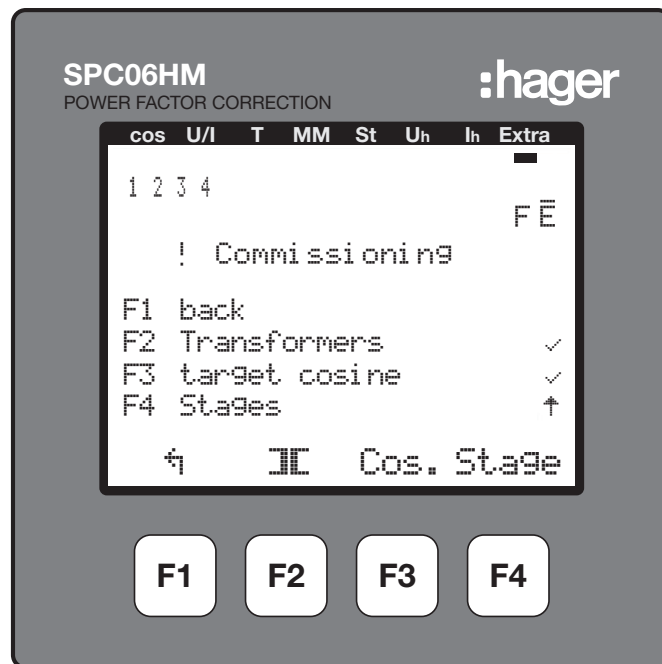 SPC06HM
:hager
POWER FACTOR CORRECTION
cos U/I T MM St Uh Ih Extra
1 2 3 4
F E
! Commissioning
F1 back
F2 Transformers ✓
F3 target cosine ✓
F4 Stages ↑
Cos. Stage
F1 F2 F3 F4